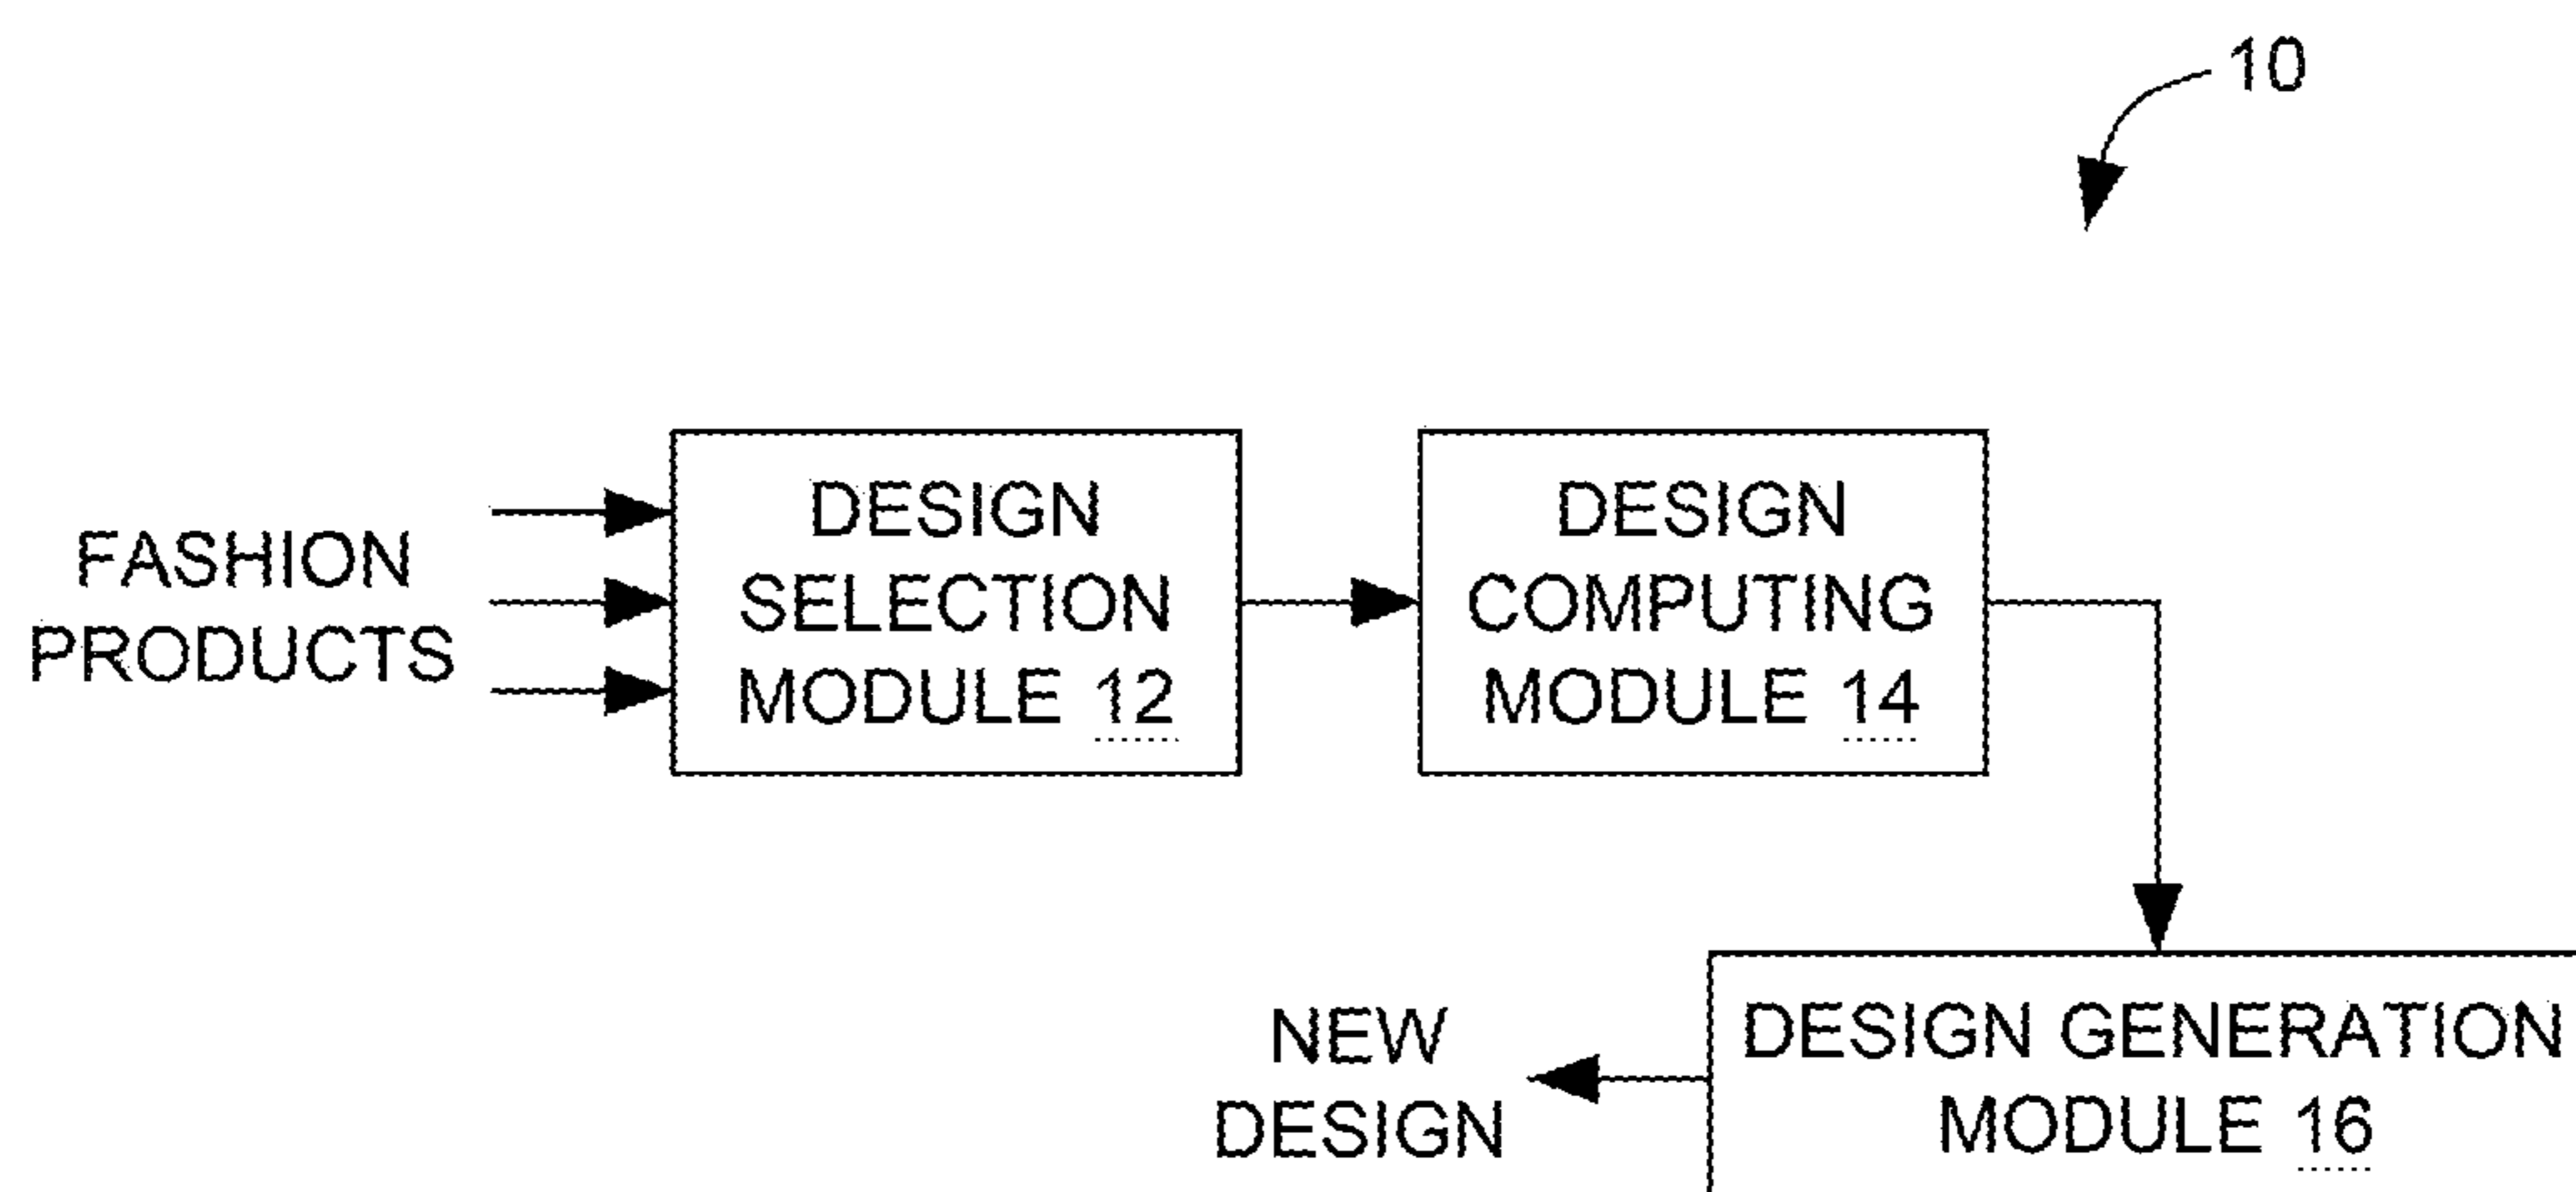 10
FASHION
PRODUCTS
DESIGN
SELECTION
MODULE 12
DESIGN
COMPUTING
MODULE 14
NEW
DESIGN
DESIGN GENERATION
MODULE 16